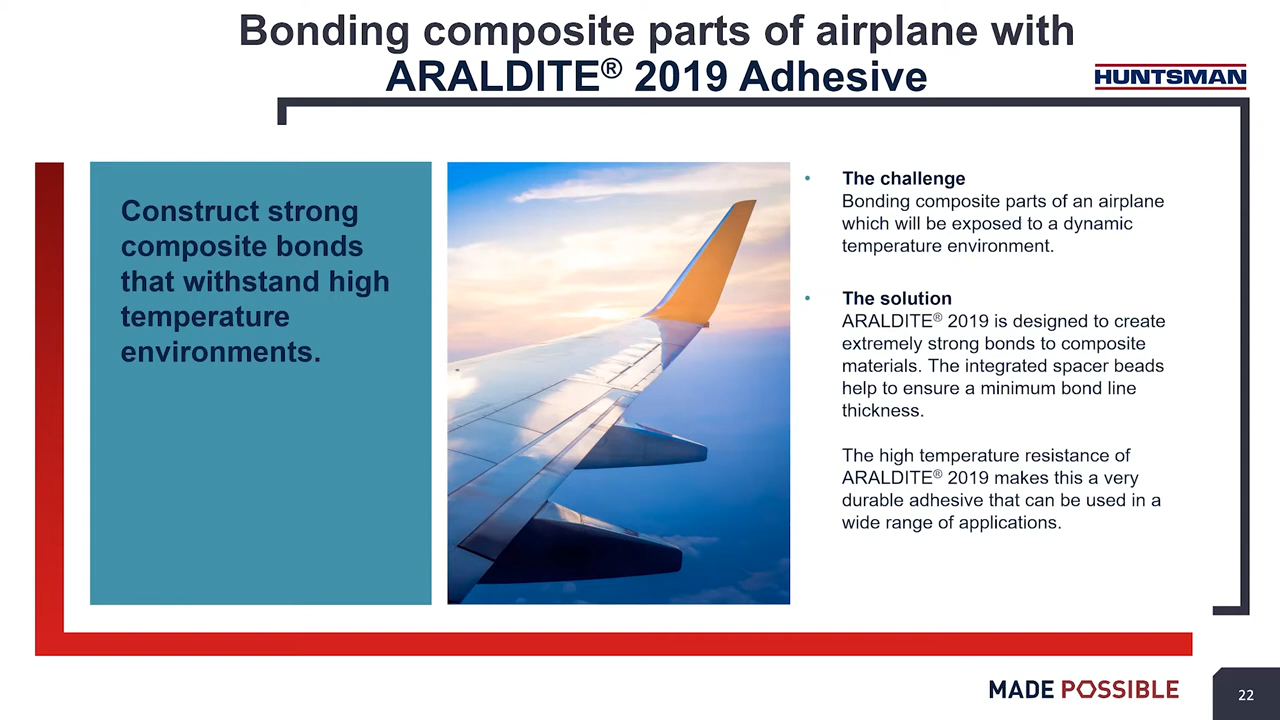 Bonding composite parts of airplane with
ARALDITE® 2019 Adhesive
HUNTSMAN
Construct strong
composite bonds
that withstand high
temperature
environments.
• The challenge
Bonding composite parts of an airplane
which will be exposed to a dynamic
temperature environment.
• The solution
ARALDITE® 2019 is designed to create
extremely strong bonds to composite
materials. The integrated spacer beads
help to ensure a minimum bond line
thickness.
The high temperature resistance of
ARALDITE® 2019 makes this a very
durable adhesive that can be used in a
wide range of applications.
MADE POSSIBLE
22